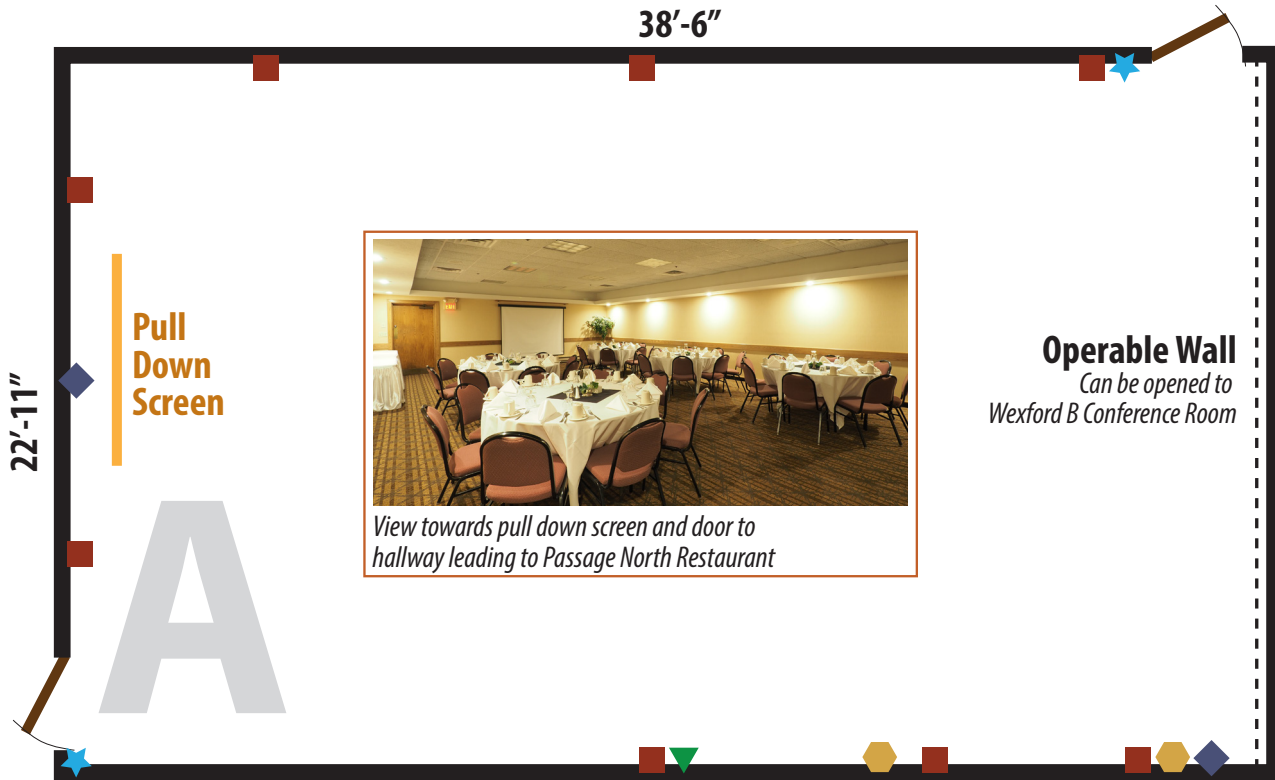 38’-6”
22’-11”
Pull
Down
Screen
A
View towards pull down screen and door to
hallway leading to Passage North Restaurant
Operable Wall
Can be opened to
Wexford B Conference Room